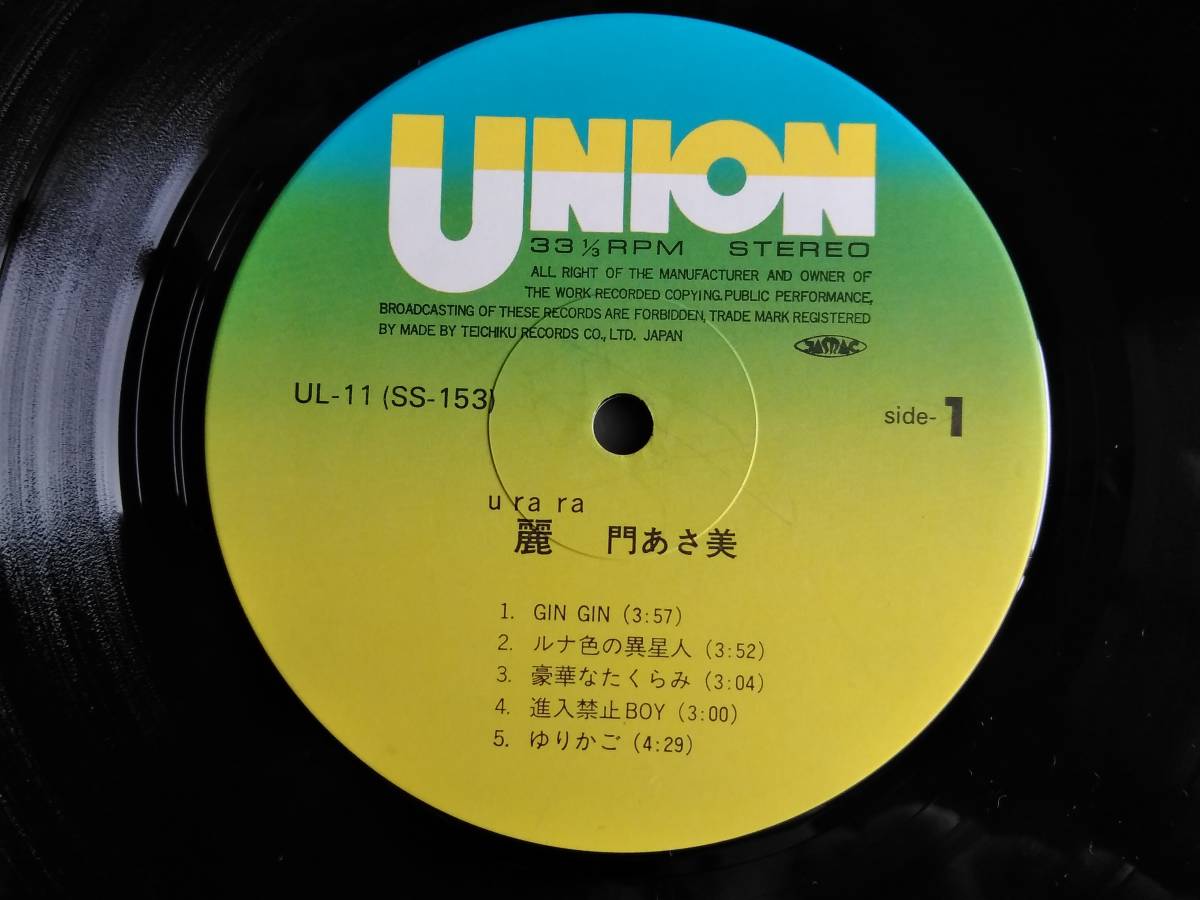 UNION
33 1/3 RPM STEREO
ALL RIGHT OF THE MANUFACTURER AND OWNER OF
THE WORK RECORDED COPYING.PUBLIC PERFORMANCE,
BROADCASTING OF THESE RECORDS ARE FORBIDDEN, TRADE MARK REGISTERED
BY MADE BY TEICHIKU RECORDS CO., LTD. JAPAN
JASRAC
UL-11 (SS-153)
side-1
u ra ra
麗 門あさ美
1. GIN GIN (3:57)
2. ルナ色の異星人 (3:52)
3. 豪華なたくらみ (3:04)
4. 進入禁止BOY (3:00)
5. ゆりかご (4:29)